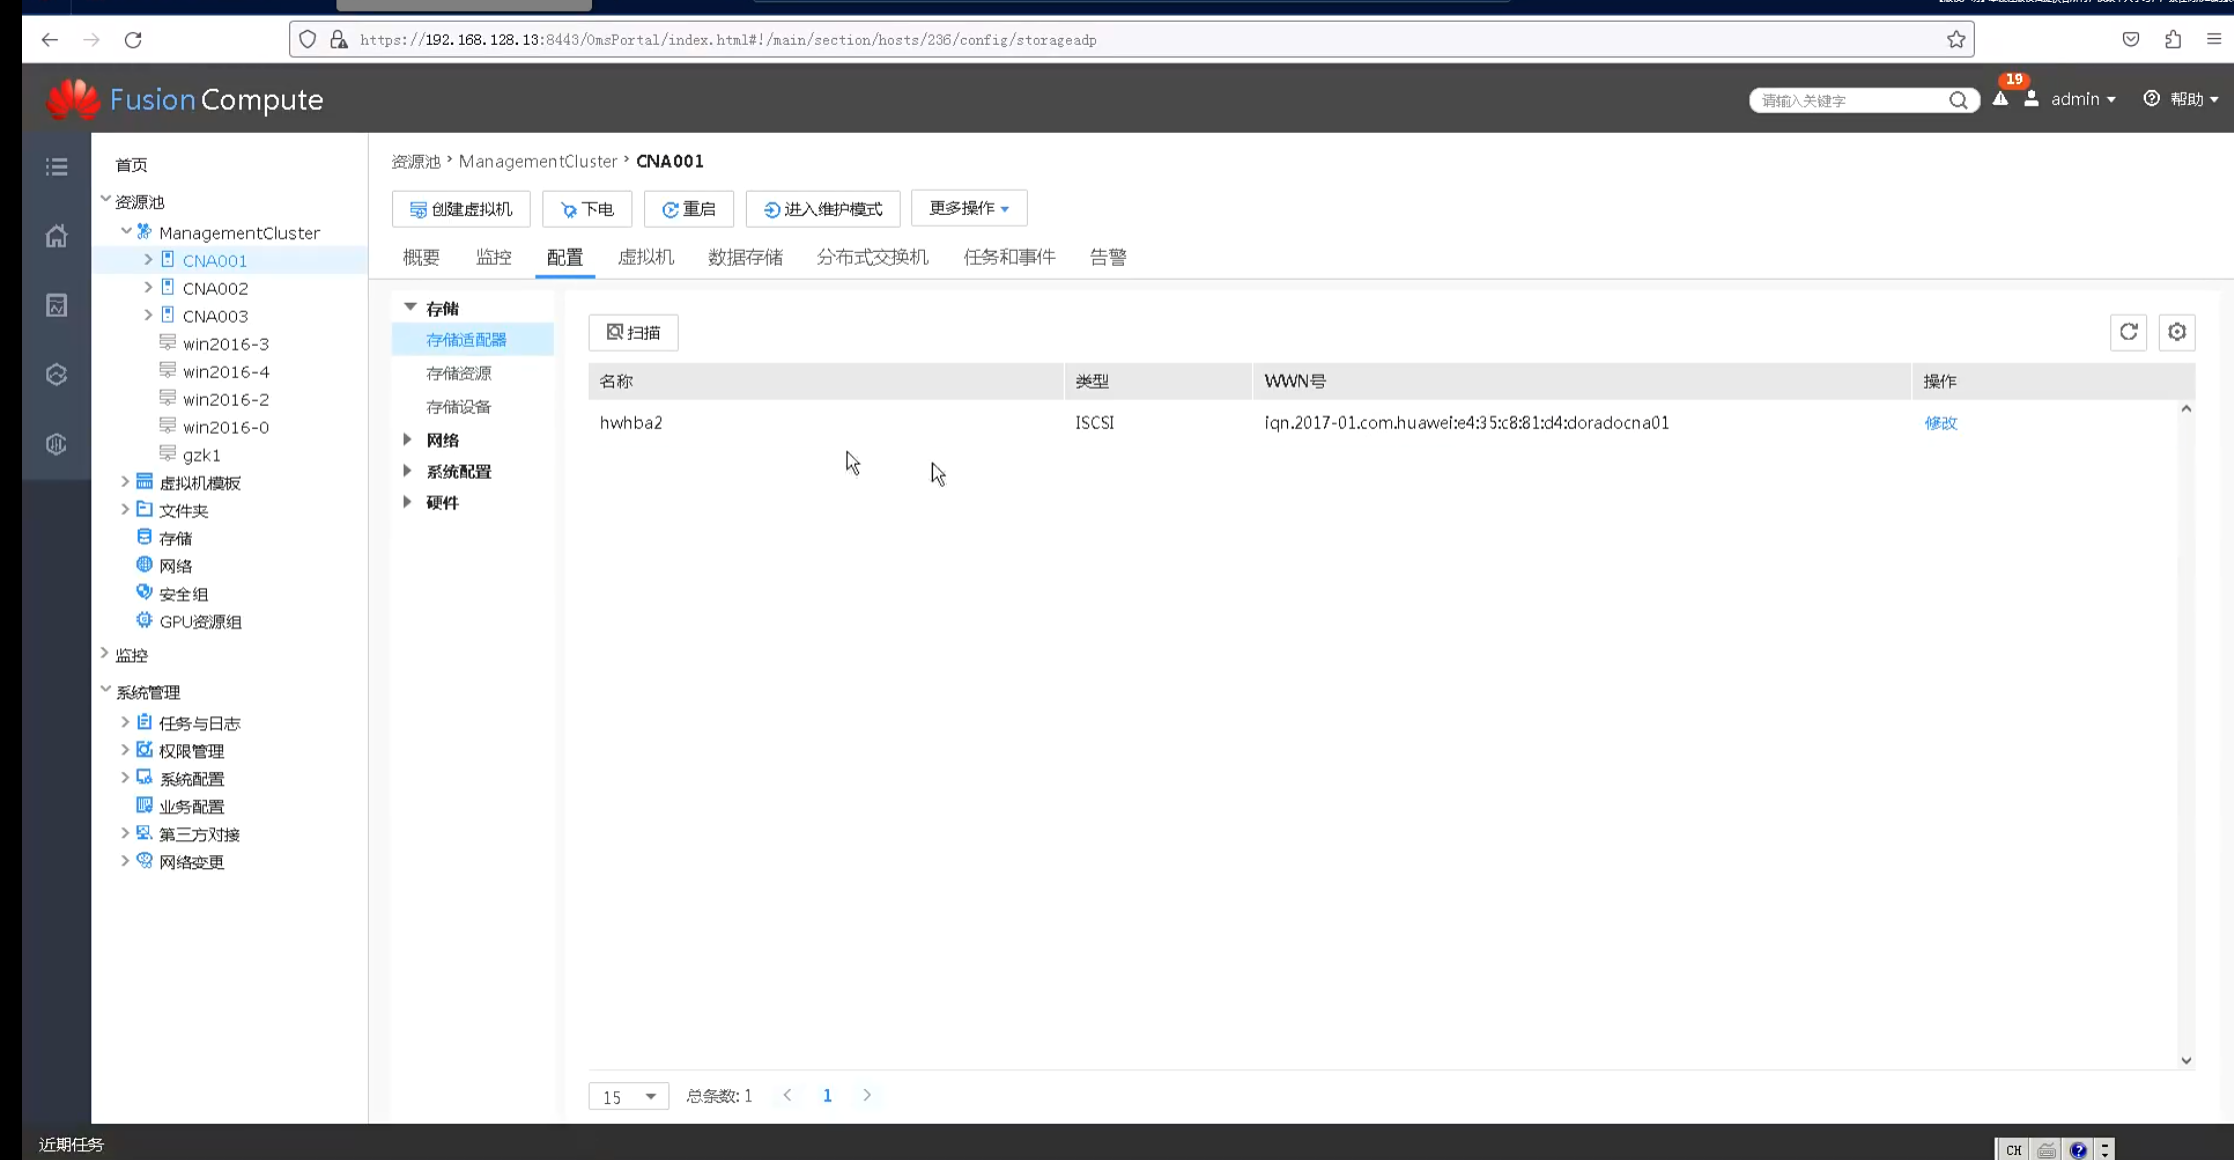 https://192.168.128.13:8443/OmsPortal/index.html#!/main/section/hosts/236/config/storageadp
FusionCompute
请输入关键字
19
admin
帮助
首页
资源池
ManagementCluster
CNA001
CNA002
CNA003
win2016-3
win2016-4
win2016-2
win2016-0
gzk1
虚拟机模板
文件夹
存储
网络
安全组
GPU资源组
监控
系统管理
任务与日志
权限管理
系统配置
业务配置
第三方对接
网络变更
资源池 > ManagementCluster > CNA001
创建虚拟机 下电 重启 进入维护模式 更多操作
概要 监控 配置 虚拟机 数据存储 分布式交换机 任务和事件 告警
存储
存储适配器
存储资源
存储设备
网络
系统配置
硬件
扫描
名称 类型 WWN号 操作
hwhba2 ISCSI iqn.2017-01.com.huawei:e4:35:c8:81:d4:doradocna01 修改
15 总条数: 1 < 1 >
近期任务
CH